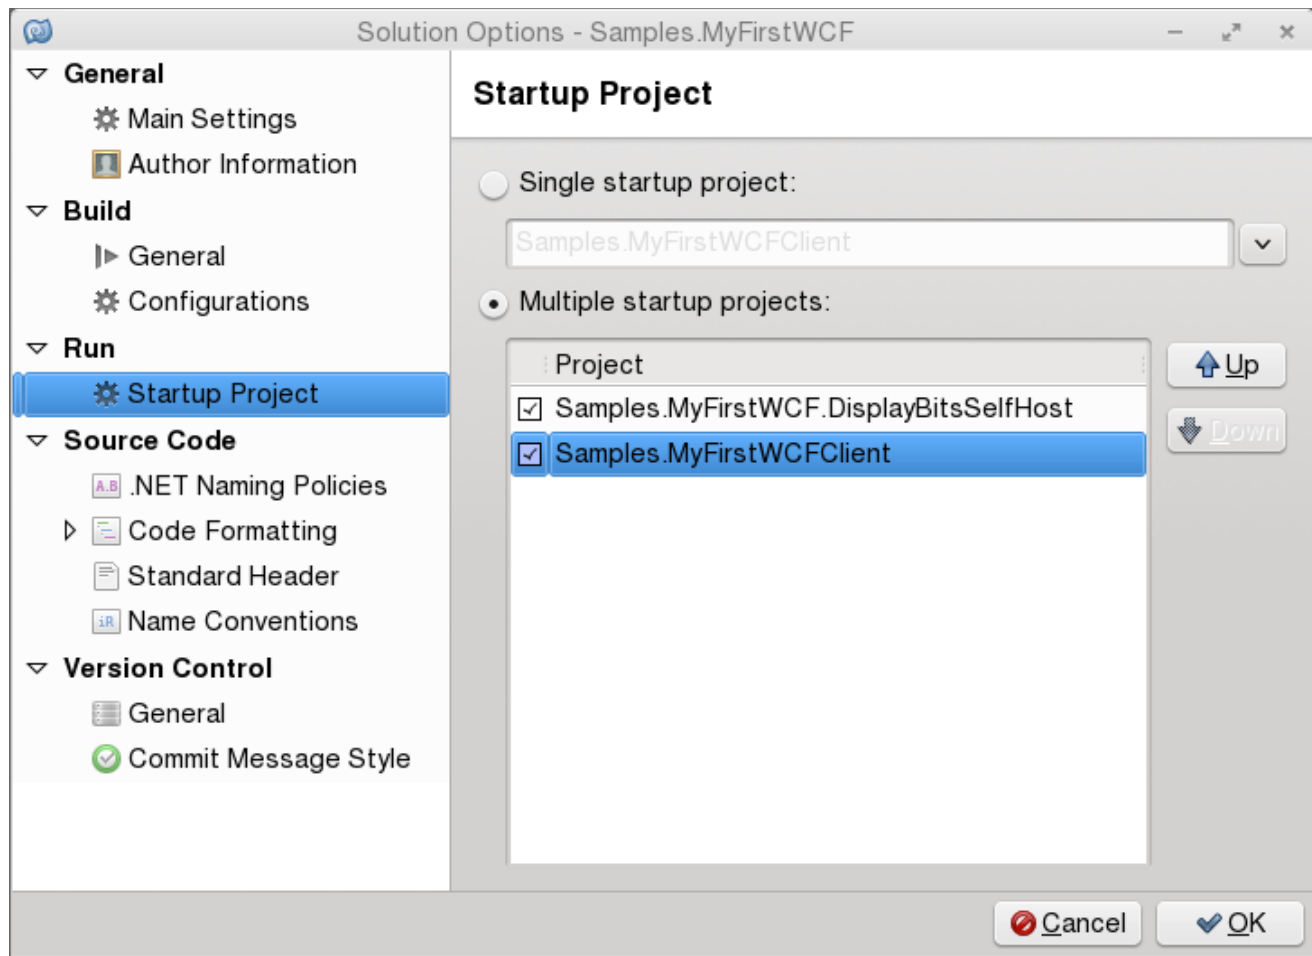 Solution Options - Samples.MyFirstWCF
General
Main Settings
Author Information
Build
General
Configurations
Run
Startup Project
Source Code
A.B .NET Naming Policies
Code Formatting
Standard Header
iR Name Conventions
Version Control
General
Commit Message Style
Startup Project
Single startup project:
Samples.MyFirstWCFClient
Multiple startup projects:
Project
Samples.MyFirstWCF.DisplayBitsSelfHost
Samples.MyFirstWCFClient
Up
Down
Cancel
OK